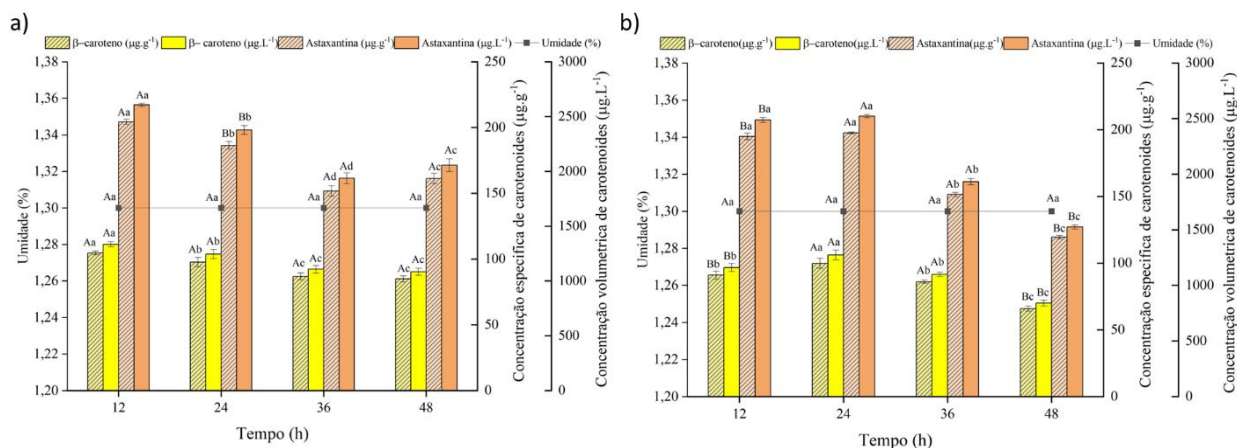 a)
β-caroteno (µg.g⁻¹) β- caroteno (µg.L⁻¹) Astaxantina (µg.g⁻¹) Astaxantina (µg.L⁻¹) Umidade (%)
Umidade (%)
1,38
1,36
1,34
1,32
1,30
1,28
1,26
1,24
1,22
1,20
Aa Aa Aa Aa Aa
Aa Ab Aa Bb Bb
Ab Ac Aa Ad Ad
Ac Ac Aa Ac Ac
12 24 36 48
Tempo (h)
250
200
150
100
50
0
Concentração especifica de carotenoides (µg.g⁻¹)
3000
2500
2000
1500
1000
500
0
Concentração volumetrica de carotenoides (µg.L⁻¹)
b)
β-caroteno(µg.g⁻¹) β-caroteno(µg.L⁻¹) Astaxantina(µg.g⁻¹) Astaxantina (µg.L⁻¹) Umidade (%)
Umidade (%)
1,38
1,36
1,34
1,32
1,30
1,28
1,26
1,24
1,22
1,20
Bb Bb Aa Ba Ba
Aa Aa Aa Aa Aa
Ab Ab Aa Ab Ab
Bc Bc Aa Bc Bc
12 24 36 48
Tempo (h)
250
200
150
100
50
0
Concentração especifica de carotenoides (µg.g⁻¹)
3000
2500
2000
1500
1000
500
0
Concentração volumetrica de carotenoides (µg.L⁻¹)